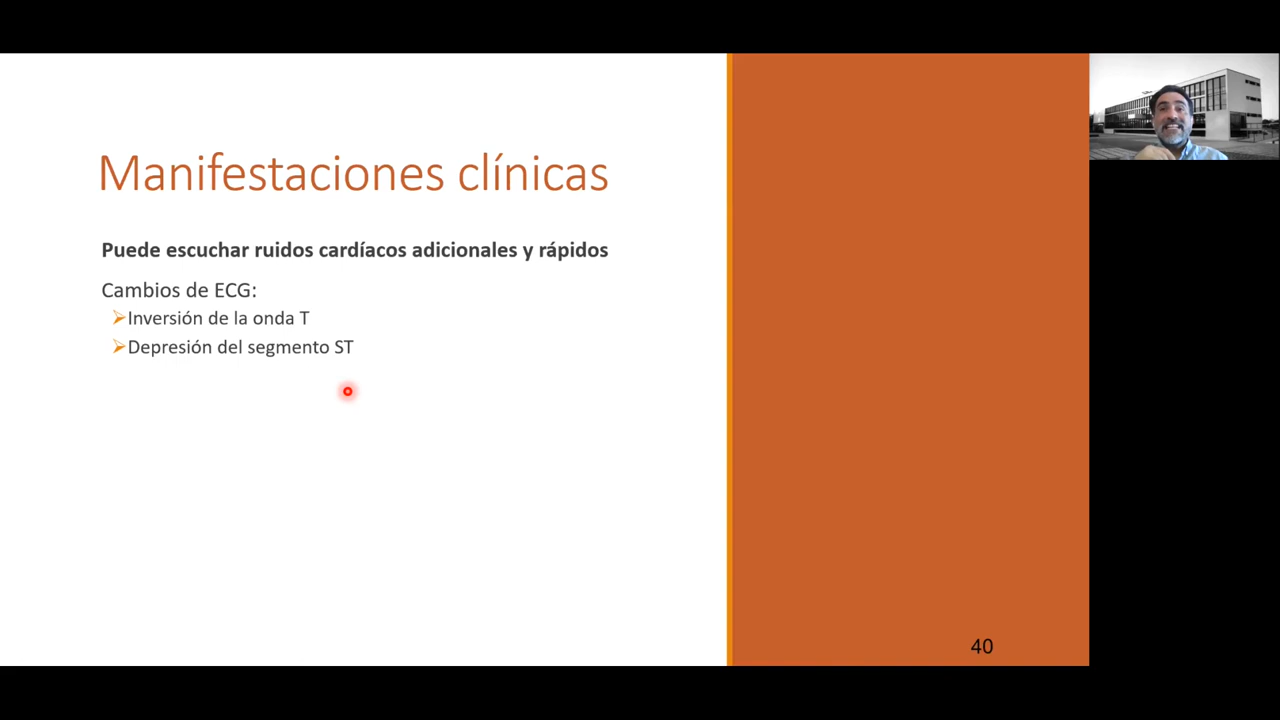 Manifestaciones clínicas
Puede escuchar ruidos cardíacos adicionales y rápidos
Cambios de ECG:
Inversión de la onda T
Depresión del segmento ST
40